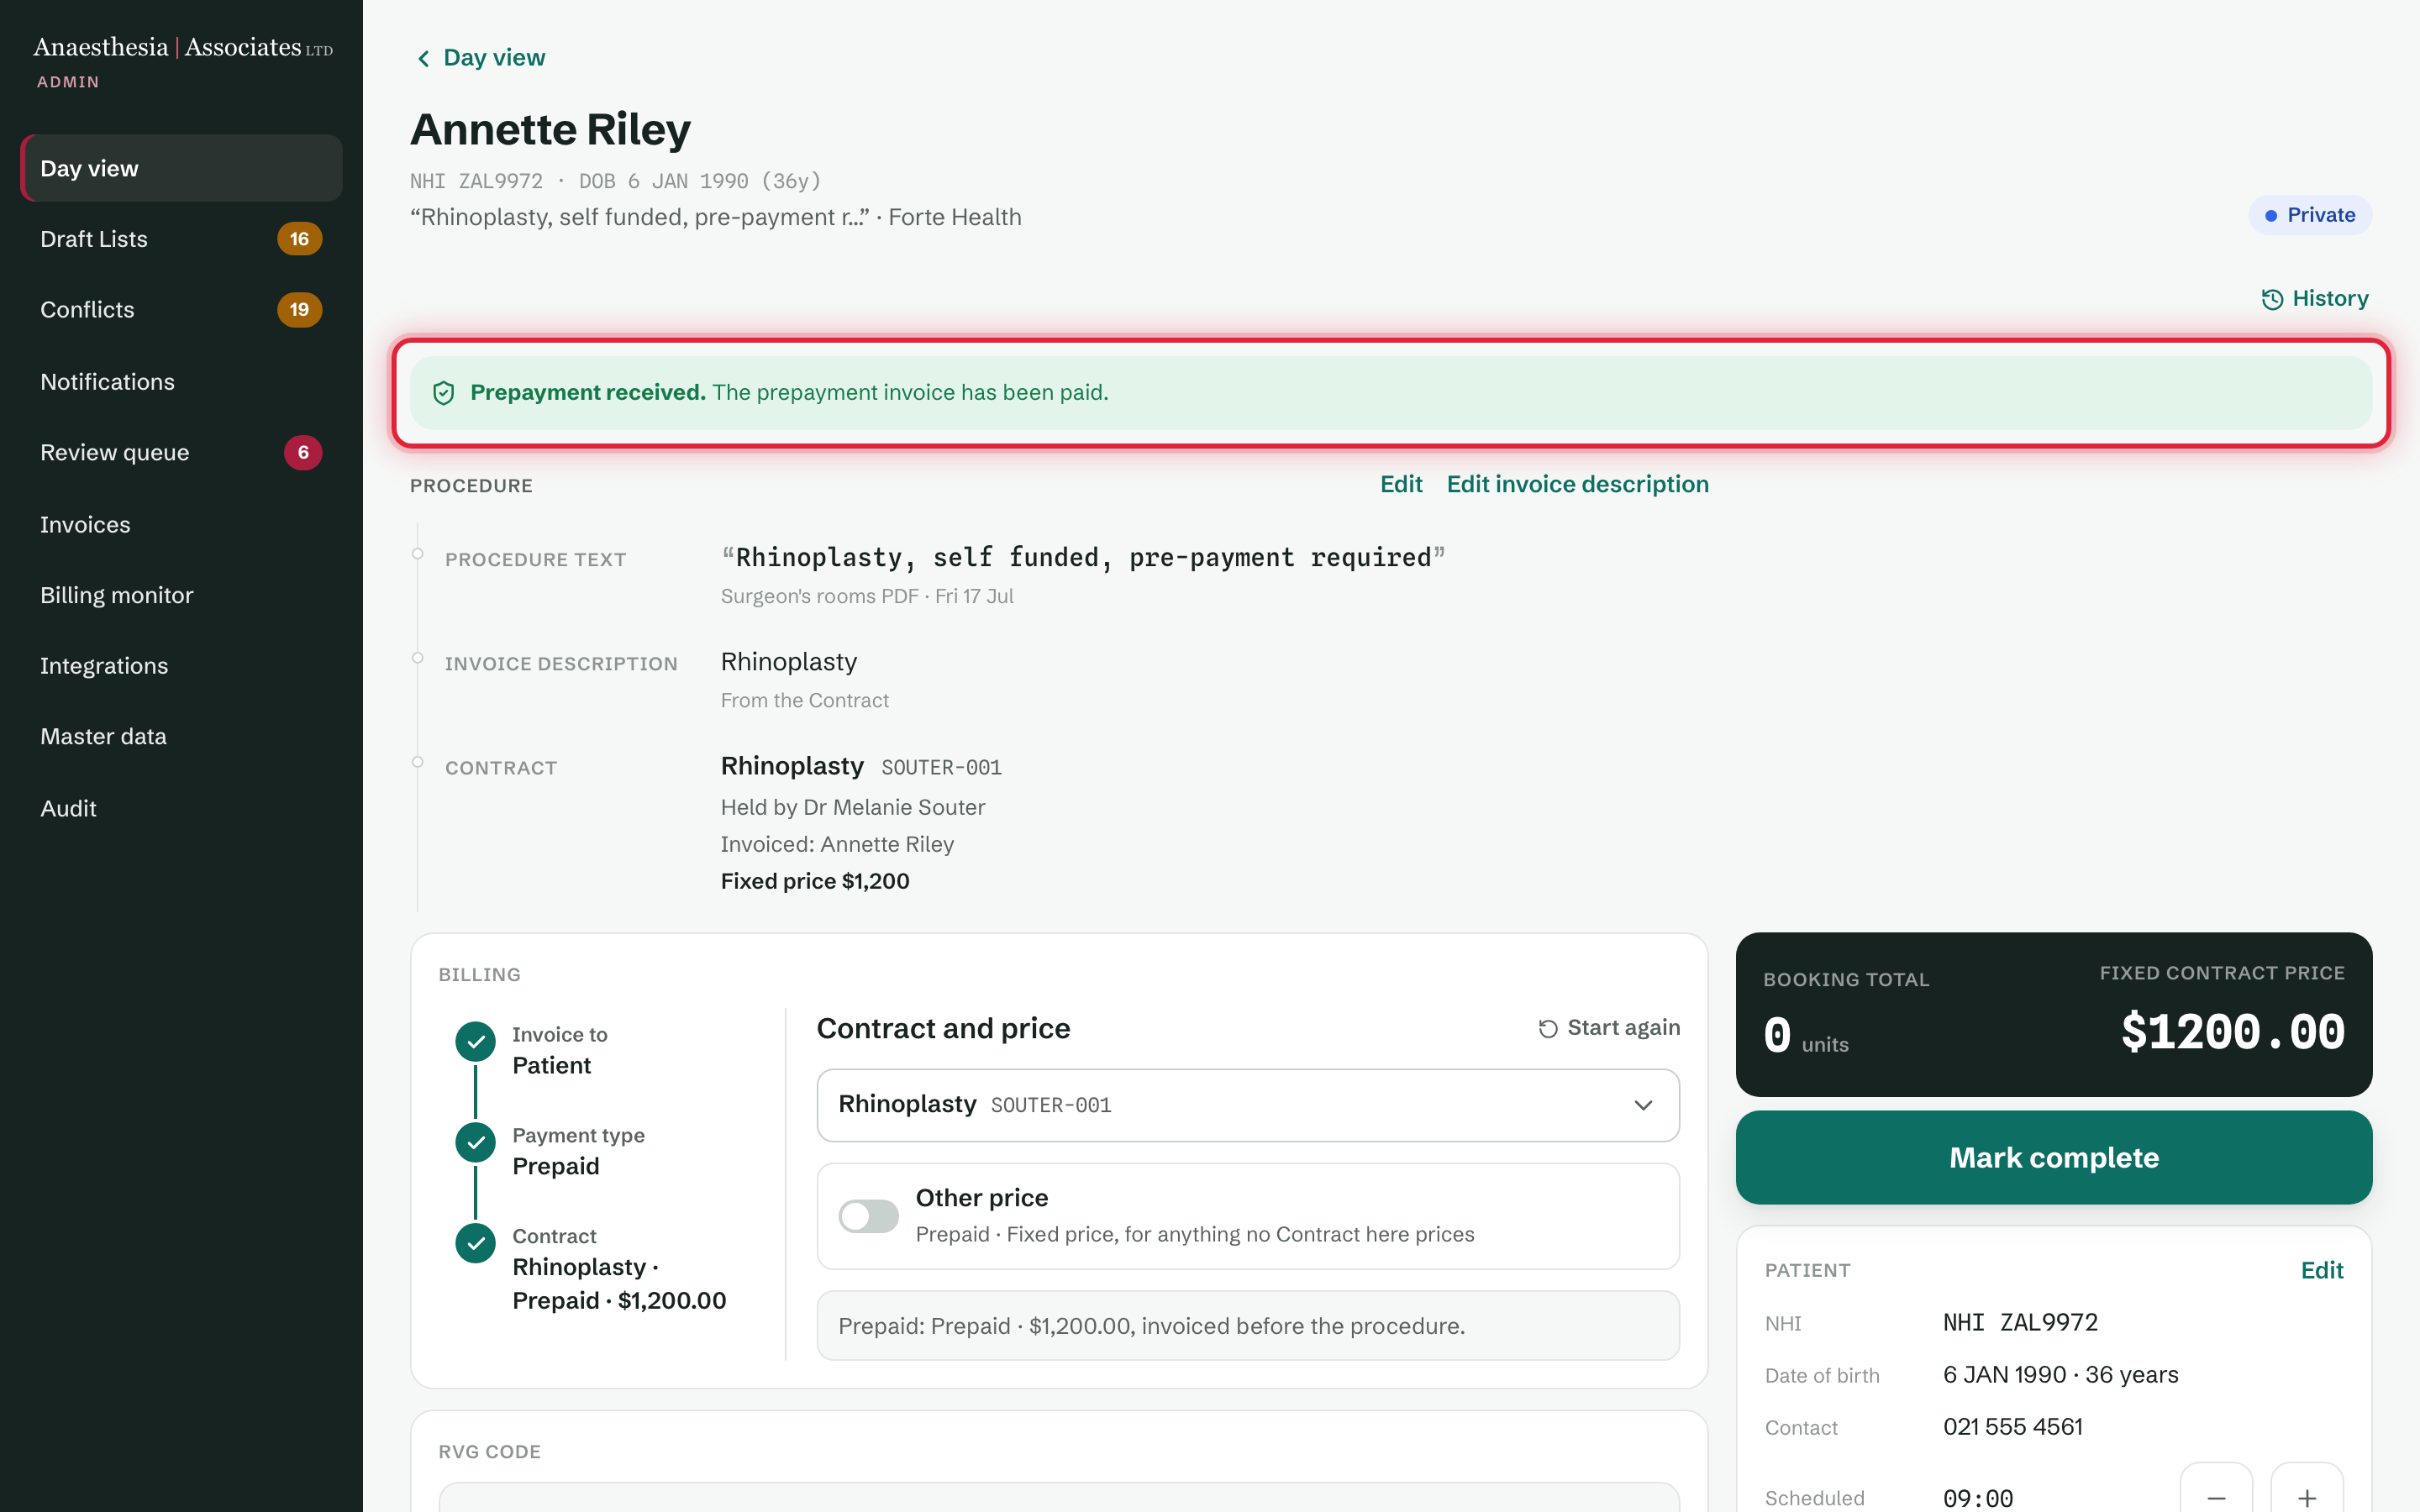 Anaesthesia | Associates LTD
ADMIN
Day view
Draft Lists 16
Conflicts 19
Notifications
Review queue 6
Invoices
Billing monitor
Integrations
Master data
Audit
Day view
Annette Riley
NHI ZAL9972 · DOB 6 JAN 1990 (36y)
“Rhinoplasty, self funded, pre-payment r...” · Forte Health
Private
History
Prepayment received. The prepayment invoice has been paid.
PROCEDURE
Edit Edit invoice description
PROCEDURE TEXT
“Rhinoplasty, self funded, pre-payment required”
Surgeon's rooms PDF · Fri 17 Jul
INVOICE DESCRIPTION
Rhinoplasty
From the Contract
CONTRACT
Rhinoplasty SOUTER-001
Held by Dr Melanie Souter
Invoiced: Annette Riley
Fixed price $1,200
BILLING
Invoice to
Patient
Payment type
Prepaid
Contract
Rhinoplasty ·
Prepaid · $1,200.00
Contract and price
Start again
Rhinoplasty SOUTER-001
Other price
Prepaid · Fixed price, for anything no Contract here prices
Prepaid: Prepaid · $1,200.00, invoiced before the procedure.
RVG CODE
BOOKING TOTAL
0 units
FIXED CONTRACT PRICE
$1200.00
Mark complete
PATIENT
Edit
NHI NHI ZAL9972
Date of birth 6 JAN 1990 · 36 years
Contact 021 555 4561
Scheduled 09:00 − +